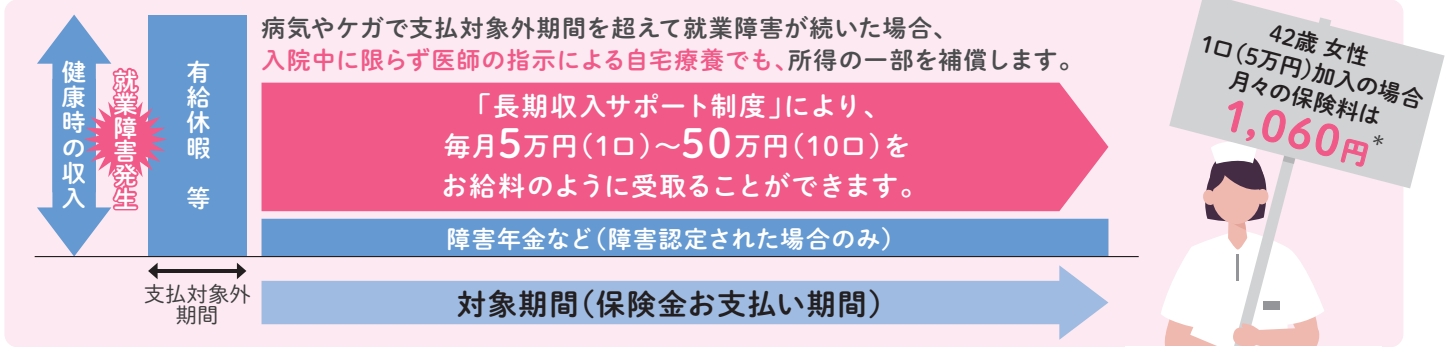 病気やケガで支払対象外期間を超えて就業障害が続いた場合、
入院中に限らず医師の指示による自宅療養でも、所得の一部を補償します。
健康時の収入
就業障害発生
有給休暇 等
「長期収入サポート制度」により、
毎月5万円(1口)～50万円(10口)を
お給料のように受取ることができます。
障害年金など(障害認定された場合のみ)
支払対象外
期間
対象期間(保険金お支払い期間)
42歳 女性
1口(5万円)加入の場合
月々の保険料は
1,060円*